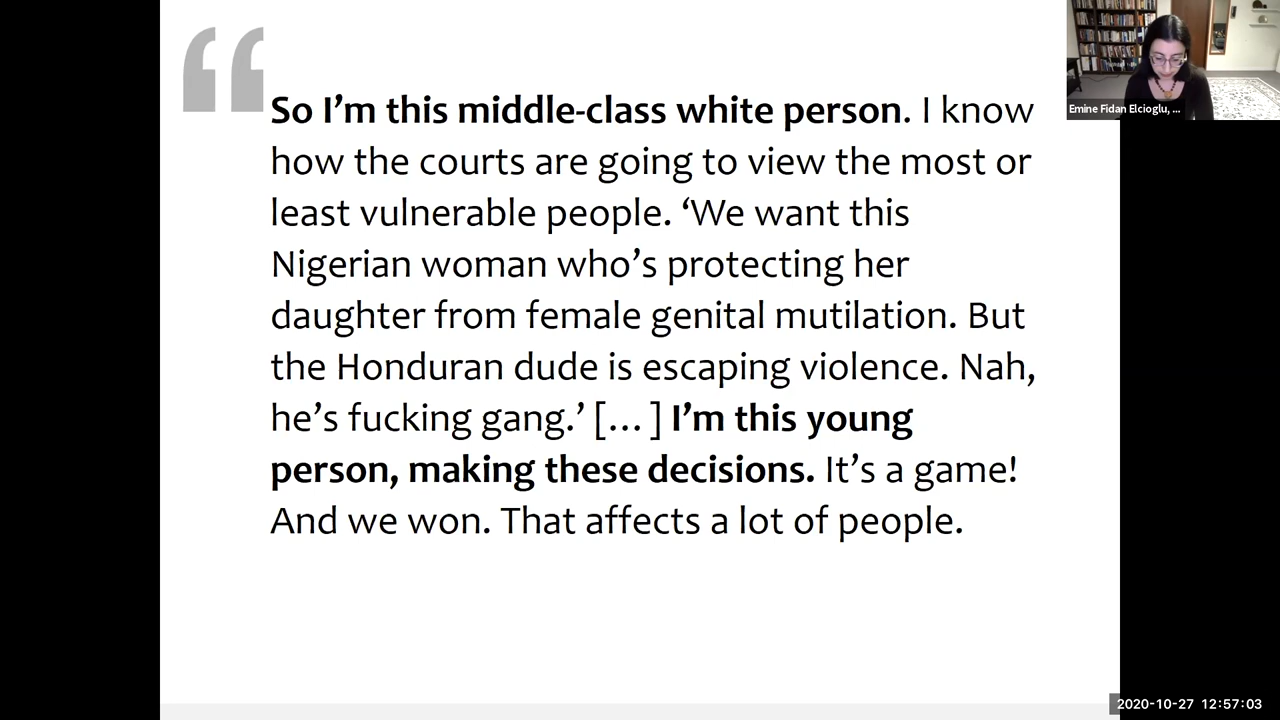 “
So I’m this middle-class white person. I know
how the courts are going to view the most or
least vulnerable people. ‘We want this
Nigerian woman who’s protecting her
daughter from female genital mutilation. But
the Honduran dude is escaping violence. Nah,
he’s fucking gang.’ [… ] I’m this young
person, making these decisions. It’s a game!
And we won. That affects a lot of people.
Emine Fidan Elcioglu, ...
2020-10-27 12:57:03